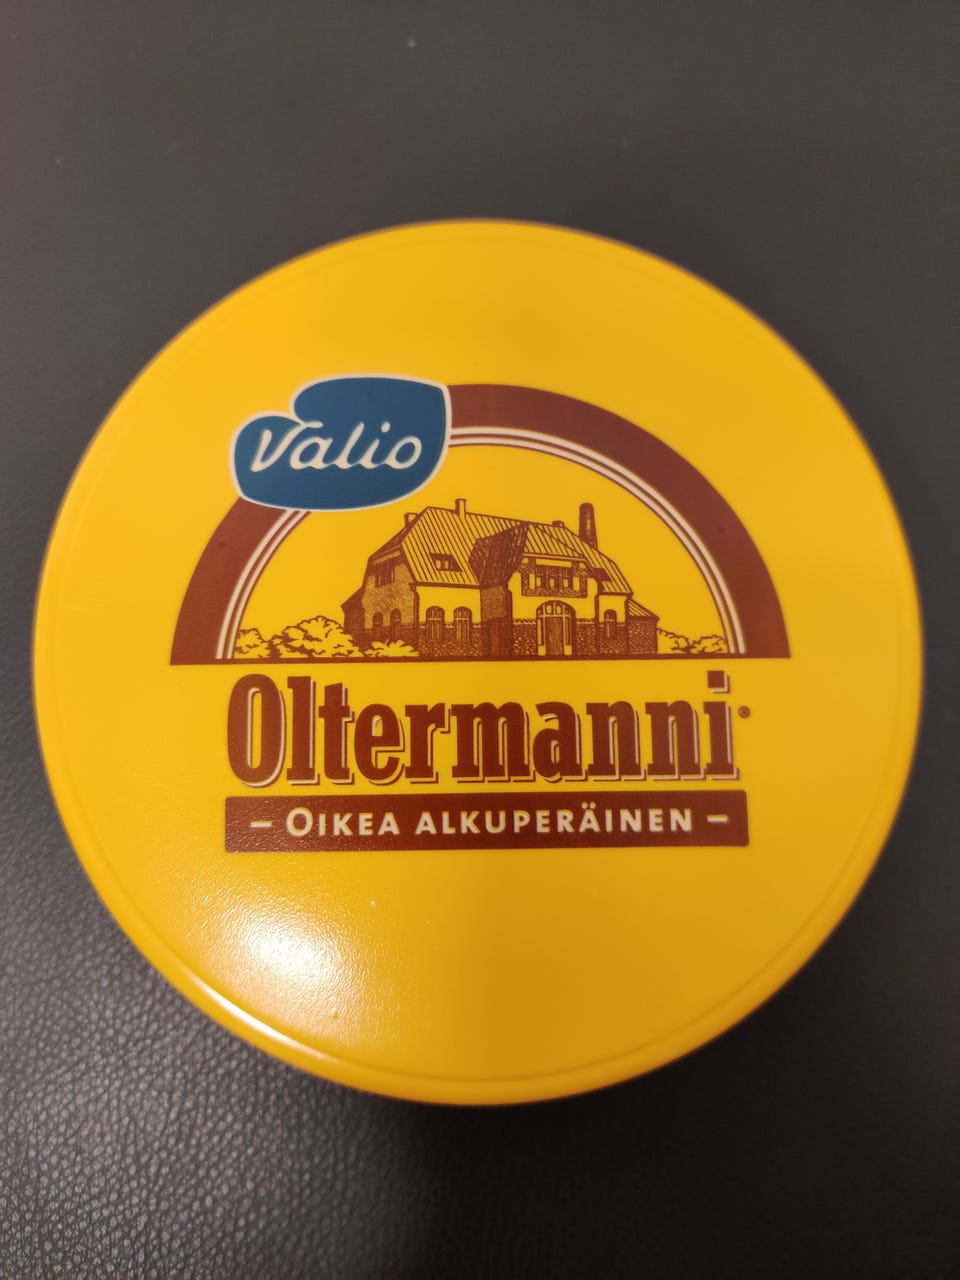 Valio
Oltermanni®
– OIKEA ALKUPERÄINEN –